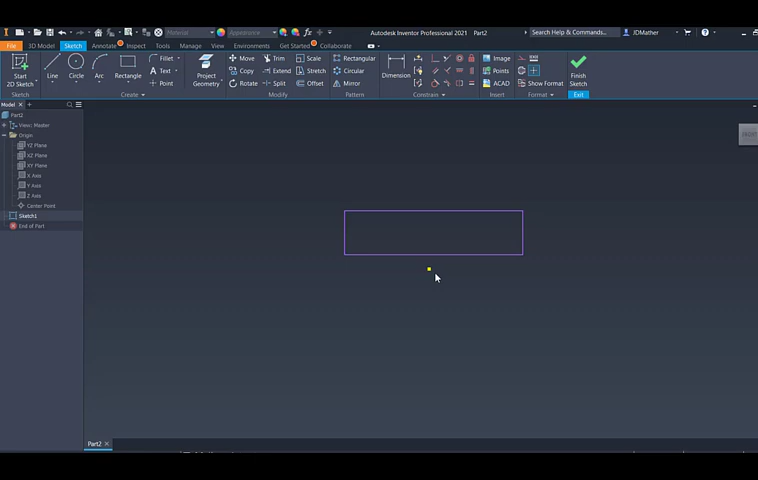 Material Appearance Autodesk Inventor Professional 2021 Part2 Search Help & Commands... JDMather
File 3D Model Sketch Annotate Inspect Tools Manage View Environments Get Started Collaborate
Start 2D Sketch Line Circle Arc Rectangle Fillet Text Point Project Geometry Move Copy Rotate Trim Extend Split Scale Stretch Offset Rectangular Circular Mirror Dimension Image Points ACAD Show Format Finish Sketch
Sketch Create Modify Pattern Constrain Insert Format Exit
Model
Part2
View: Master
Origin
YZ Plane
FRONT
XZ Plane
XY Plane
X Axis
Y Axis
Z Axis
Center Point
Sketch1
End of Part
Part2